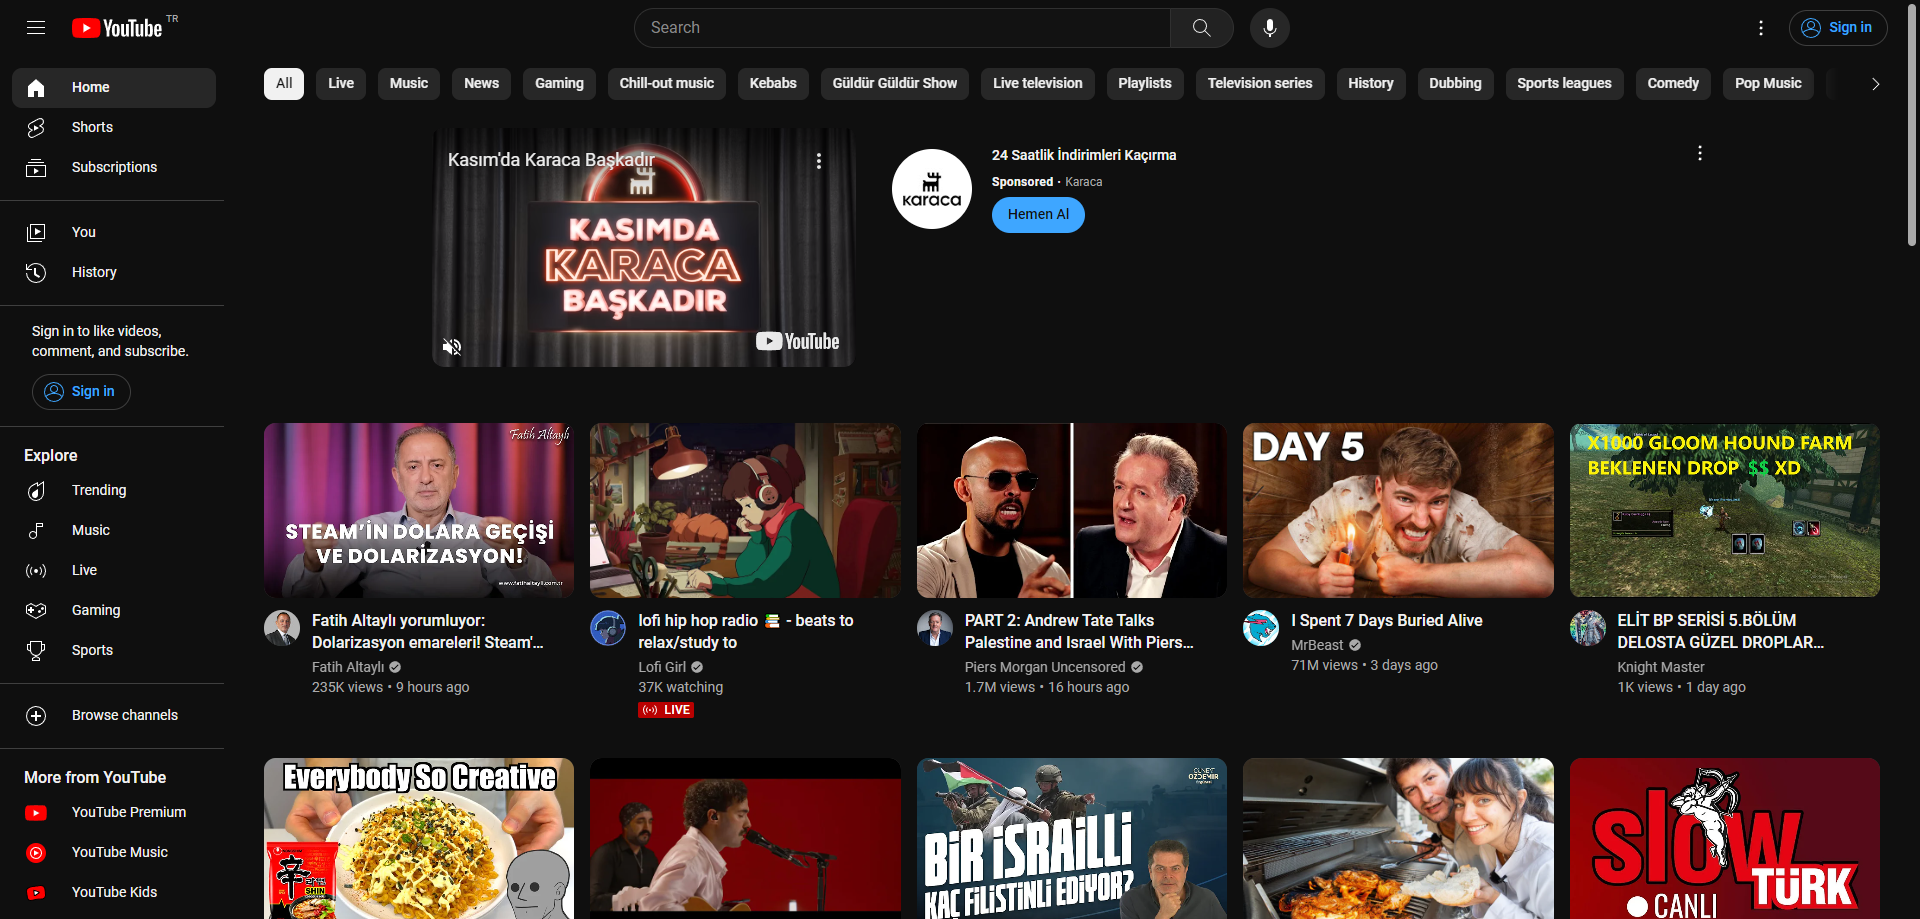 YouTube TR
Search
Sign in
Home
Shorts
Subscriptions
You
History
Sign in to like videos,
comment, and subscribe.
Sign in
Explore
Trending
Music
Live
Gaming
Sports
Browse channels
More from YouTube
YouTube Premium
YouTube Music
YouTube Kids
All
Live
Music
News
Gaming
Chill-out music
Kebabs
Güldür Güldür Show
Live television
Playlists
Television series
History
Dubbing
Sports leagues
Comedy
Pop Music
Kasım'da Karaca Başkadır
KASIMDA
KARACA
BAŞKADIR
YouTube
karaca
24 Saatlik İndirimleri Kaçırma
Sponsored · Karaca
Hemen Al
Fatih Altaylı
STEAM'İN DOLARA GEÇİŞİ
VE DOLARİZASYON!
www.fatihaltayli.com.tr
Fatih Altaylı yorumluyor:
Dolarizasyon emareleri! Steam'...
Fatih Altaylı
235K views • 9 hours ago
lofi hip hop radio 📚 - beats to
relax/study to
Lofi Girl
37K watching
LIVE
PART 2: Andrew Tate Talks
Palestine and Israel With Piers...
Piers Morgan Uncensored
1.7M views • 16 hours ago
DAY 5
I Spent 7 Days Buried Alive
MrBeast
71M views • 3 days ago
X1000 GLOOM HOUND FARM
BEKLENEN DROP $$ XD
ELİT BP SERİSİ 5.BÖLÜM
DELOSTA GÜZEL DROPLAR...
Knight Master
1K views • 1 day ago
Everybody So Creative
辛
SHIN
CÜNEYT
ÖZDEMİR
BİR İSRAİLLİ
KAÇ FİLİSTİNLİ EDİYOR?
SLOW
TÜRK
CANLI